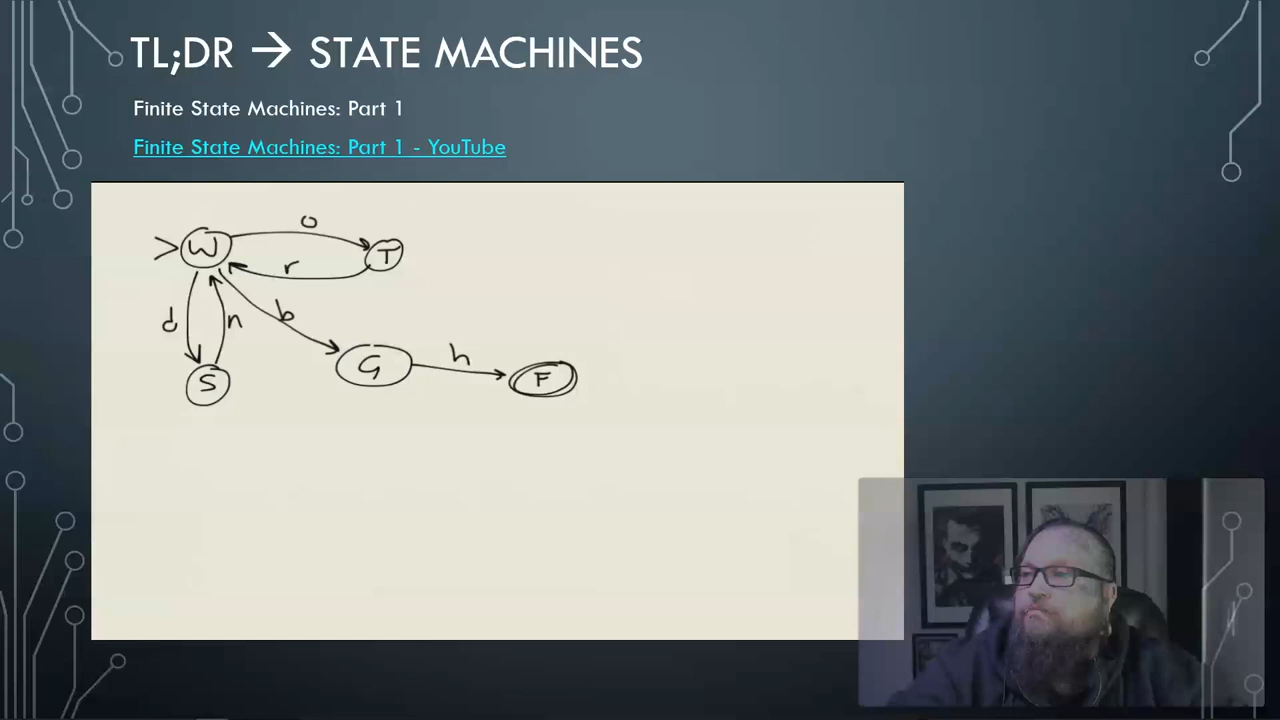 TL;DR → STATE MACHINES
Finite State Machines: Part 1
Finite State Machines: Part 1 - YouTube
o
> W T
r
b
d n
h
G F
S